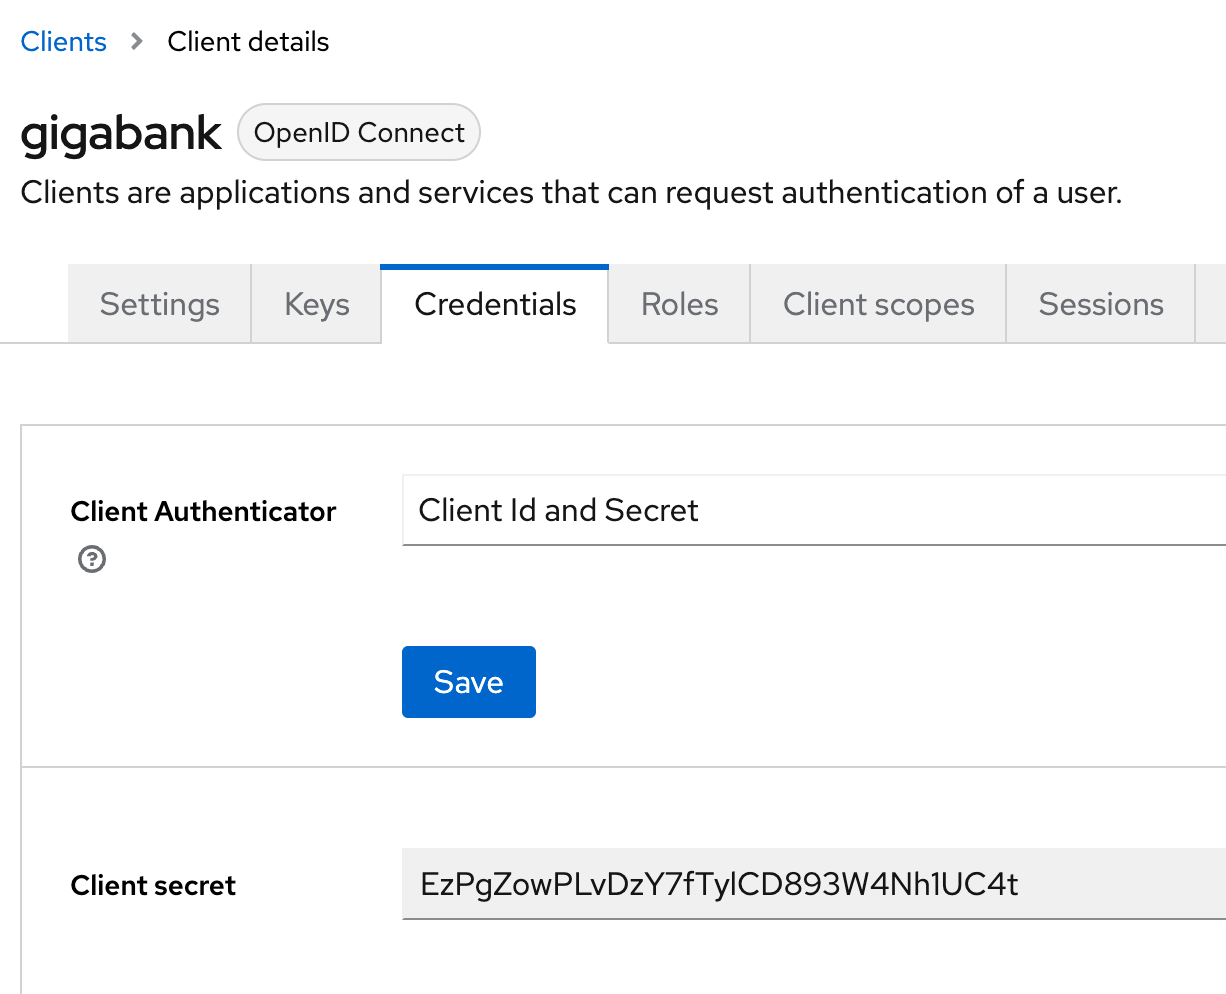 Clients > Client details
gigabank OpenID Connect
Clients are applications and services that can request authentication of a user.
Settings Keys Credentials Roles Client scopes Sessions
Client Authenticator Client Id and Secret
?
Save
Client secret EzPgZowPLvDzY7fTylCD893W4Nh1UC4t